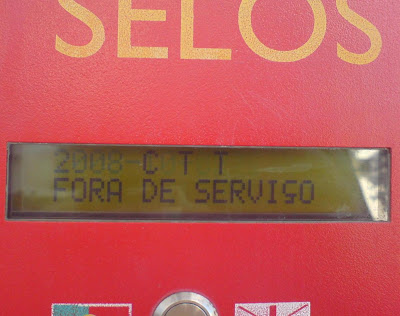 SELOS
2008-C T T
FORA DE SERVIÇO